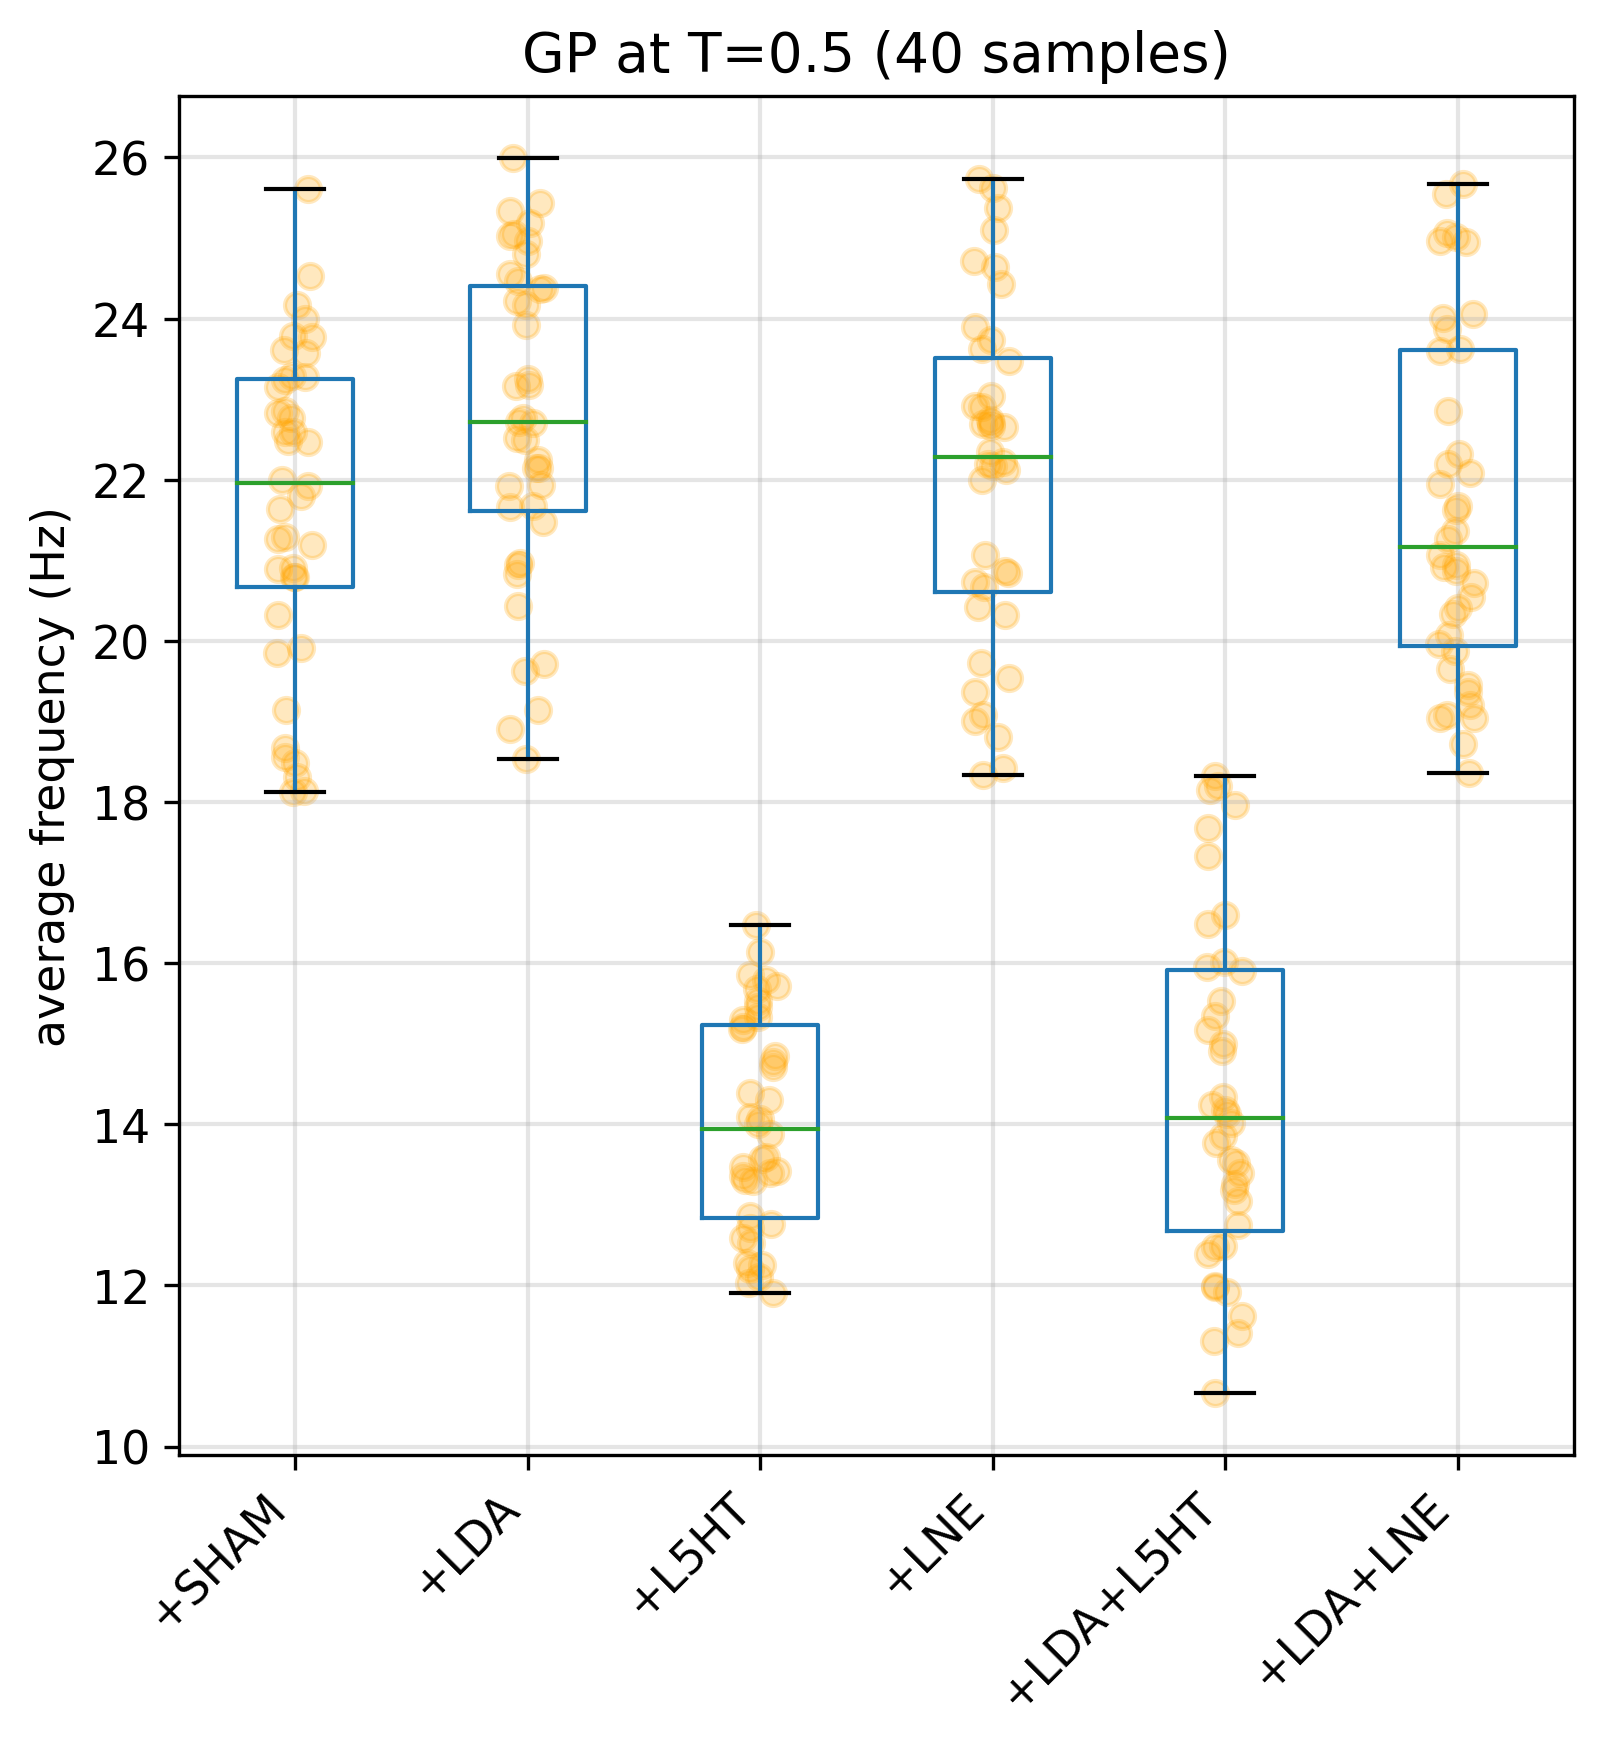 GP at T=0.5 (40 samples)
average frequency (Hz)
26
24
22
20
18
16
14
12
10
+SHAM
+LDA
+L5HT
+LNE
+LDA+L5HT
+LDA+LNE